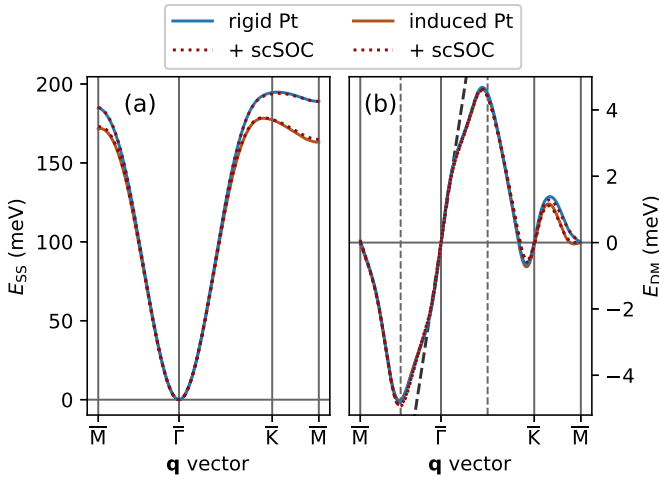 rigid Pt induced Pt
+ scSOC + scSOC
(a) (b)
200
150
100
50
0
E_SS (meV)
4
2
0
−2
−4
E_DM (meV)
M̅ Γ̅ K̅ M̅ M̅ Γ̅ K̅ M̅
q vector q vector